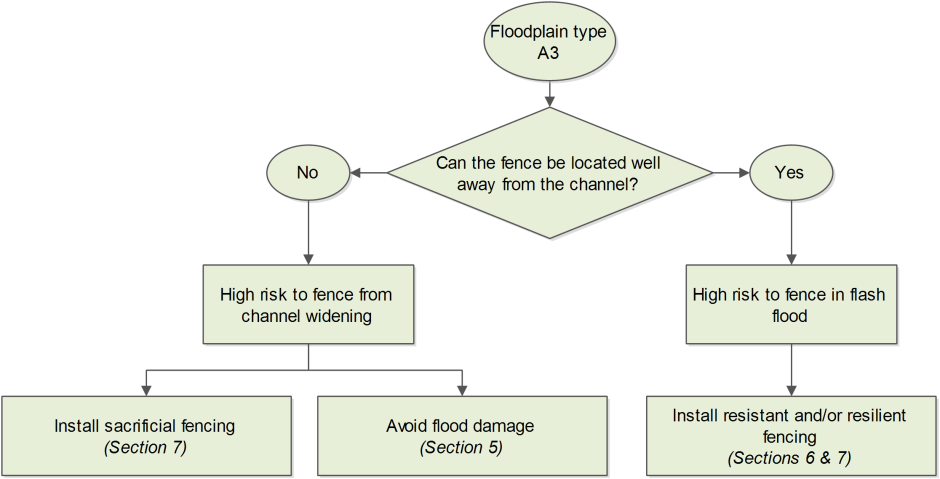 Floodplain type
A3
Can the fence be located well
away from the channel?
No
Yes
High risk to fence from
channel widening
High risk to fence in flash
flood
Install sacrificial fencing
(Section 7)
Avoid flood damage
(Section 5)
Install resistant and/or resilient
fencing
(Sections 6 & 7)